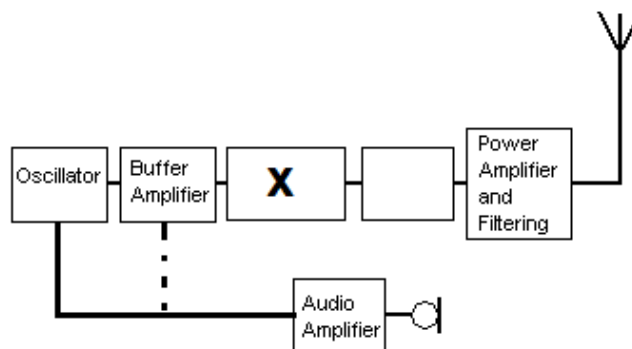 Oscillator
Buffer
Amplifier
X
Power
Amplifier
and
Filtering
Audio
Amplifier